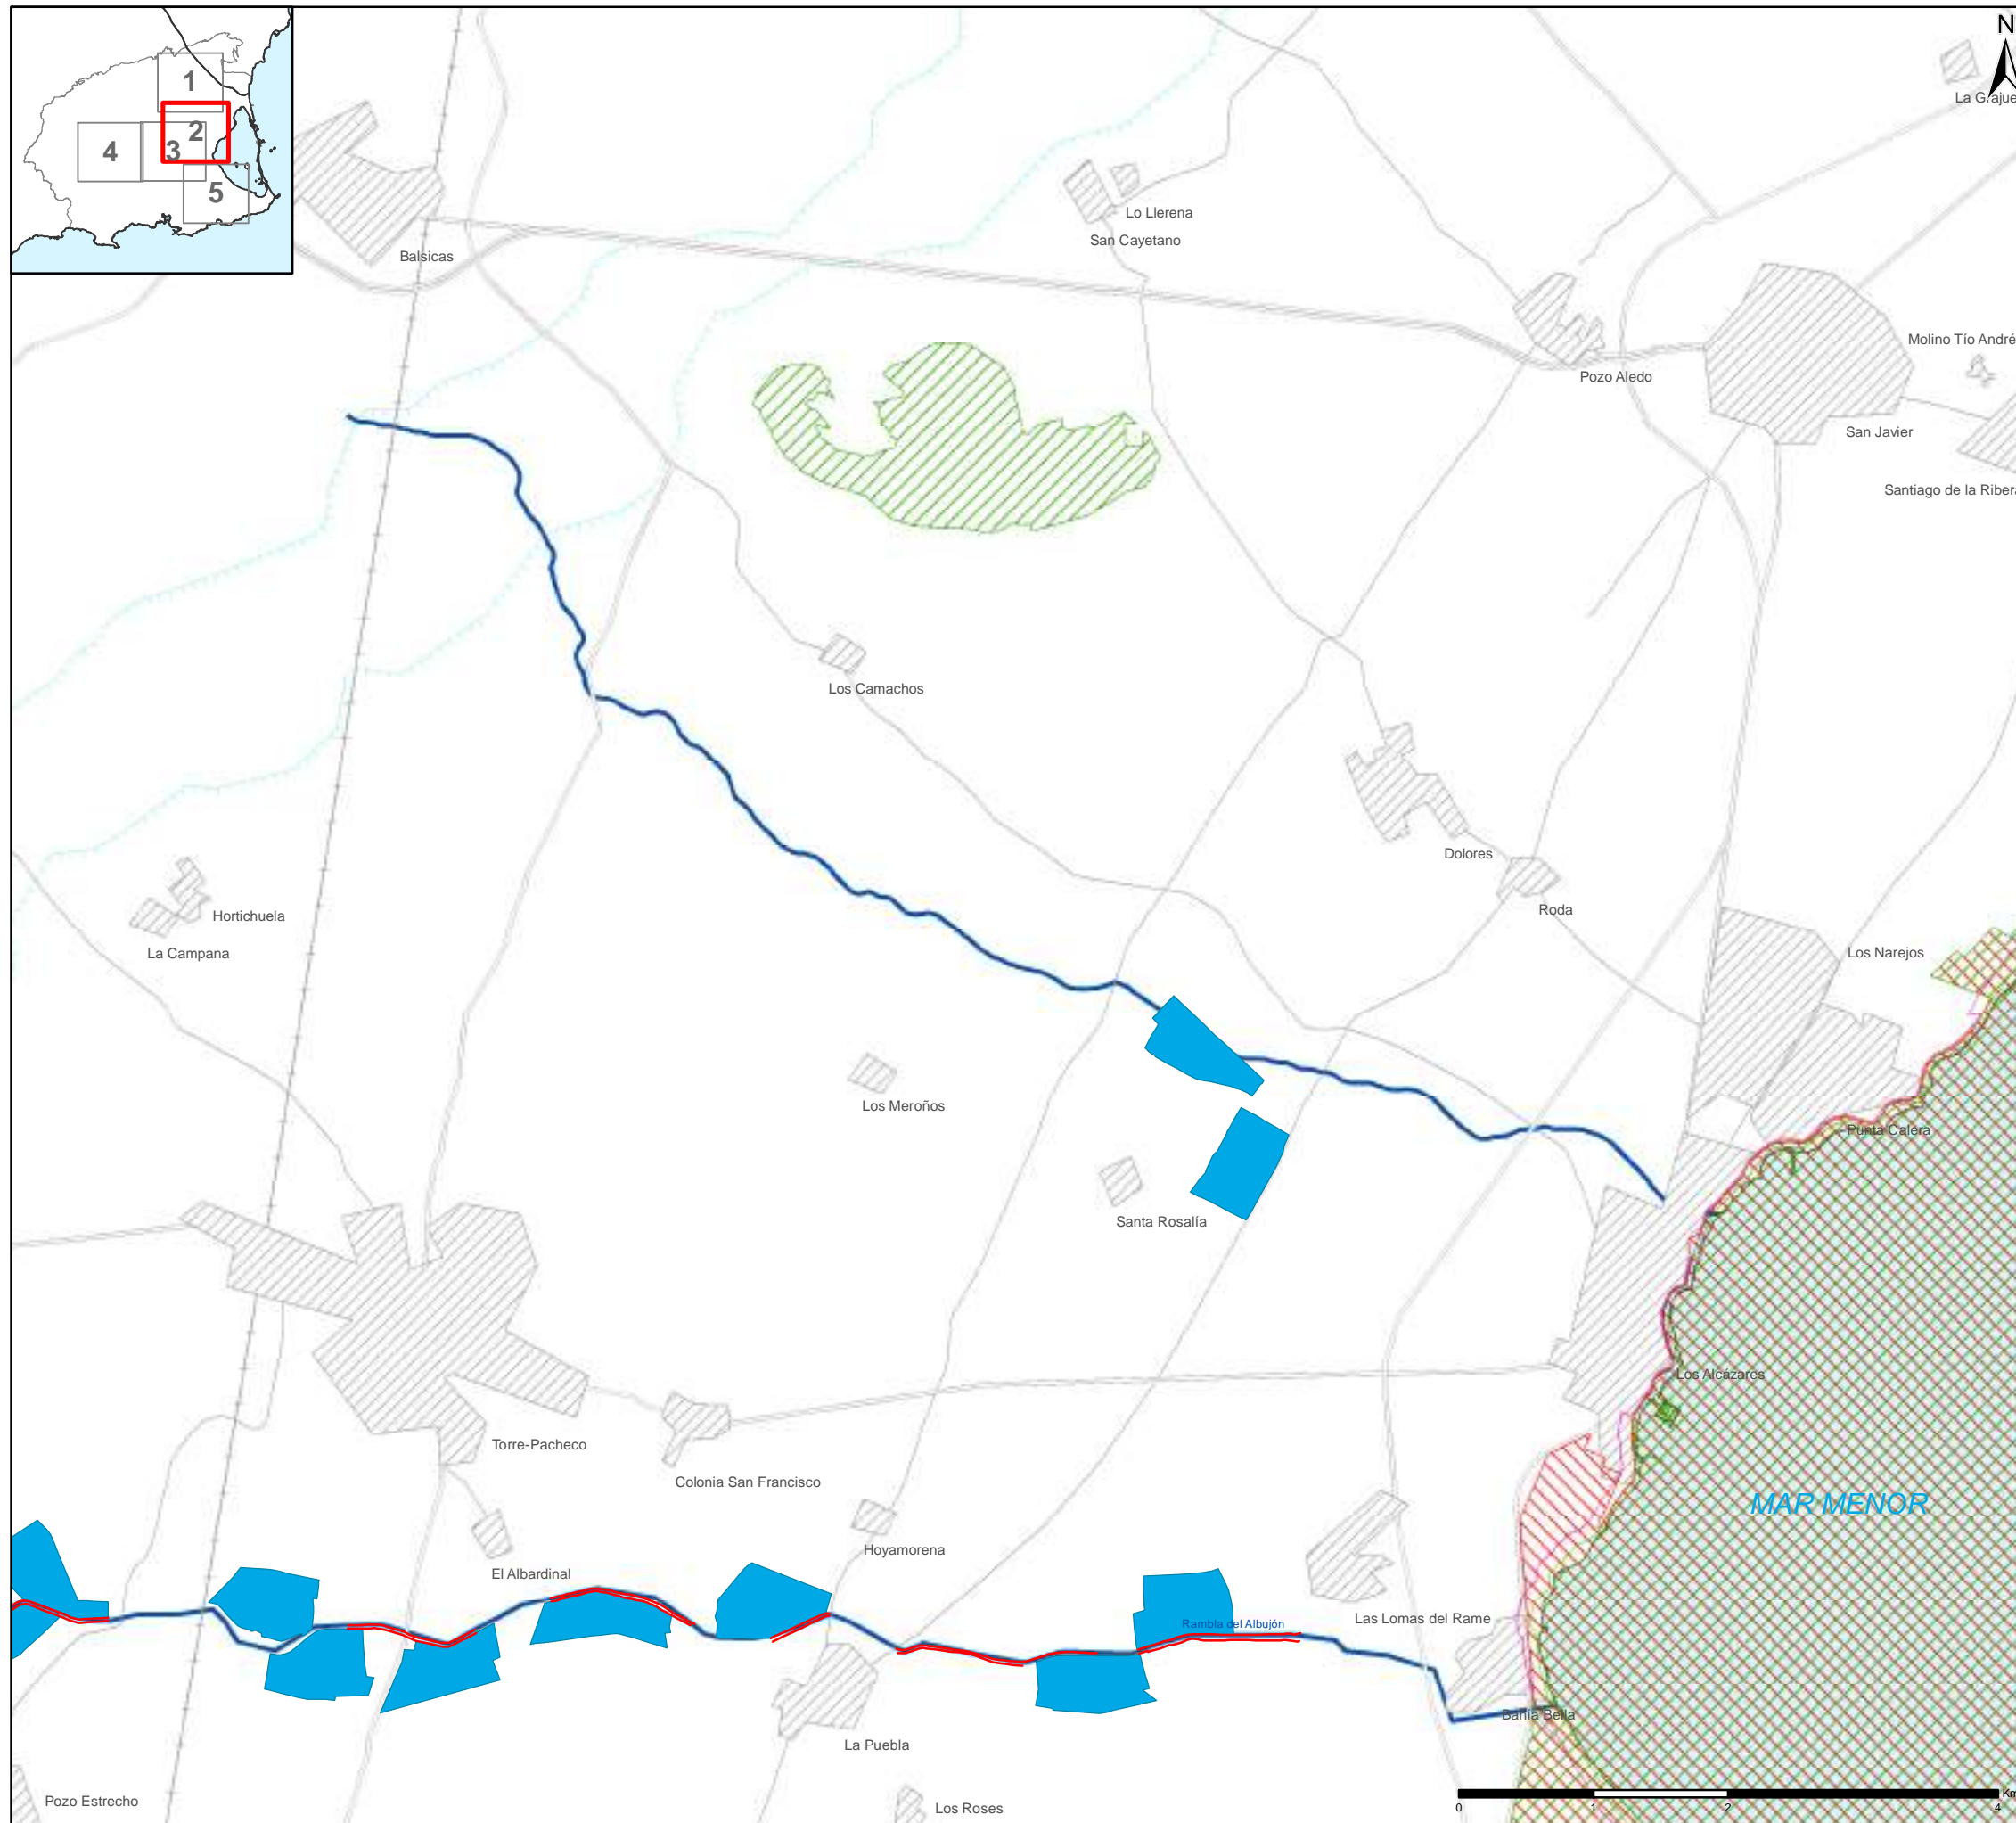 N
1
2
3
4
5
La Grajue
Lo Llerena
San Cayetano
Balsicas
Molino Tío André
Pozo Aledo
San Javier
Santiago de la Ribera
Los Camachos
Dolores
Roda
Hortichuela
La Campana
Los Narejos
Los Meroños
Punta Calera
Santa Rosalía
Los Alcázares
Torre-Pacheco
Colonia San Francisco
MAR MENOR
Hoyamorena
El Albardinal
Las Lomas del Rame
Rambla del Albujón
Bahía Bella
La Puebla
Pozo Estrecho
Los Roses
Km
0 1 2 4